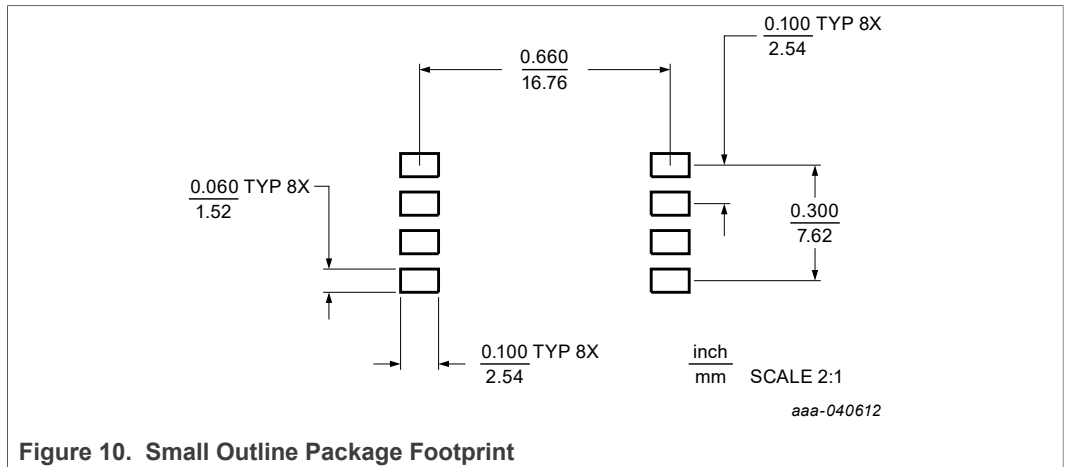 0.100 TYP 8X
2.54
0.660
16.76
0.060 TYP 8X
1.52
0.300
7.62
0.100 TYP 8X
2.54
inch
mm SCALE 2:1
aaa-040612
Figure 10. Small Outline Package Footprint